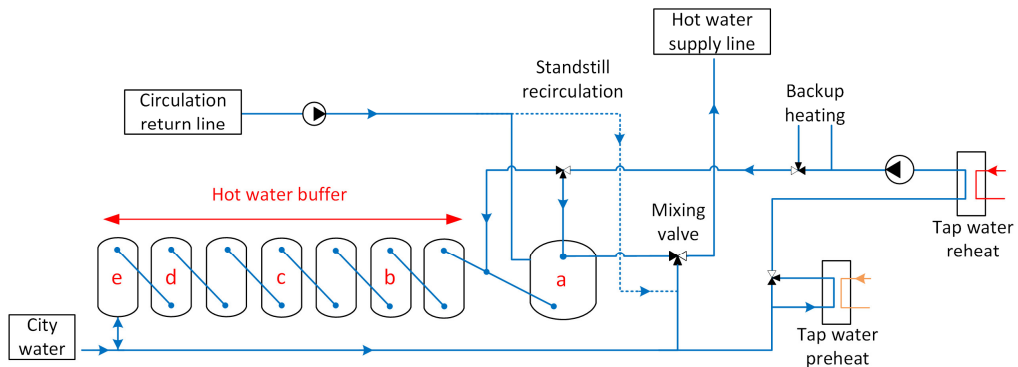 Hot water
supply line
Standstill
recirculation
Backup
heating
Circulation
return line
Hot water buffer
Mixing
valve
Tap water
reheat
e
d
c
b
a
City
water
Tap water
preheat